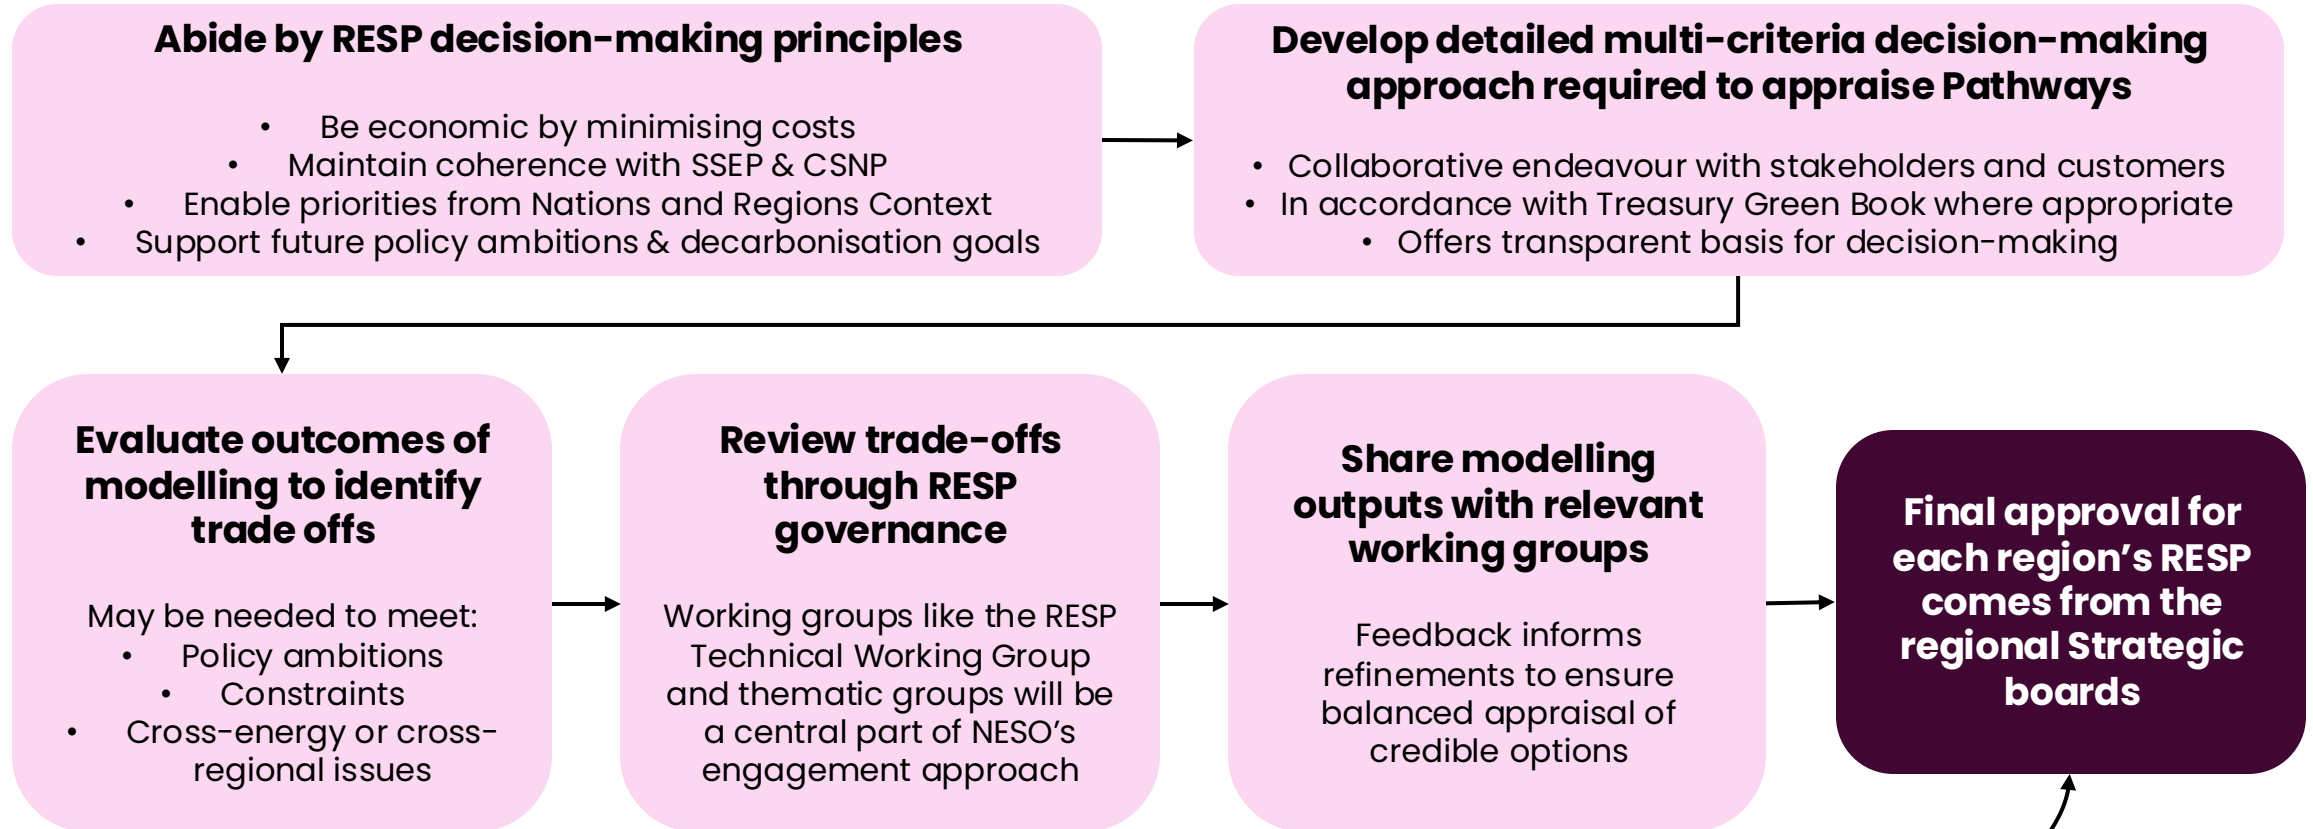 Abide by RESP decision-making principles
• Be economic by minimising costs
• Maintain coherence with SSEP & CSNP
• Enable priorities from Nations and Regions Context
• Support future policy ambitions & decarbonisation goals
Develop detailed multi-criteria decision-making
approach required to appraise Pathways
• Collaborative endeavour with stakeholders and customers
• In accordance with Treasury Green Book where appropriate
• Offers transparent basis for decision-making
Evaluate outcomes of
modelling to identify
trade offs
May be needed to meet:
• Policy ambitions
• Constraints
• Cross-energy or cross-
regional issues
Review trade-offs
through RESP
governance
Working groups like the RESP
Technical Working Group
and thematic groups will be
a central part of NESO’s
engagement approach
Share modelling
outputs with relevant
working groups
Feedback informs
refinements to ensure
balanced appraisal of
credible options
Final approval for
each region’s RESP
comes from the
regional Strategic
boards